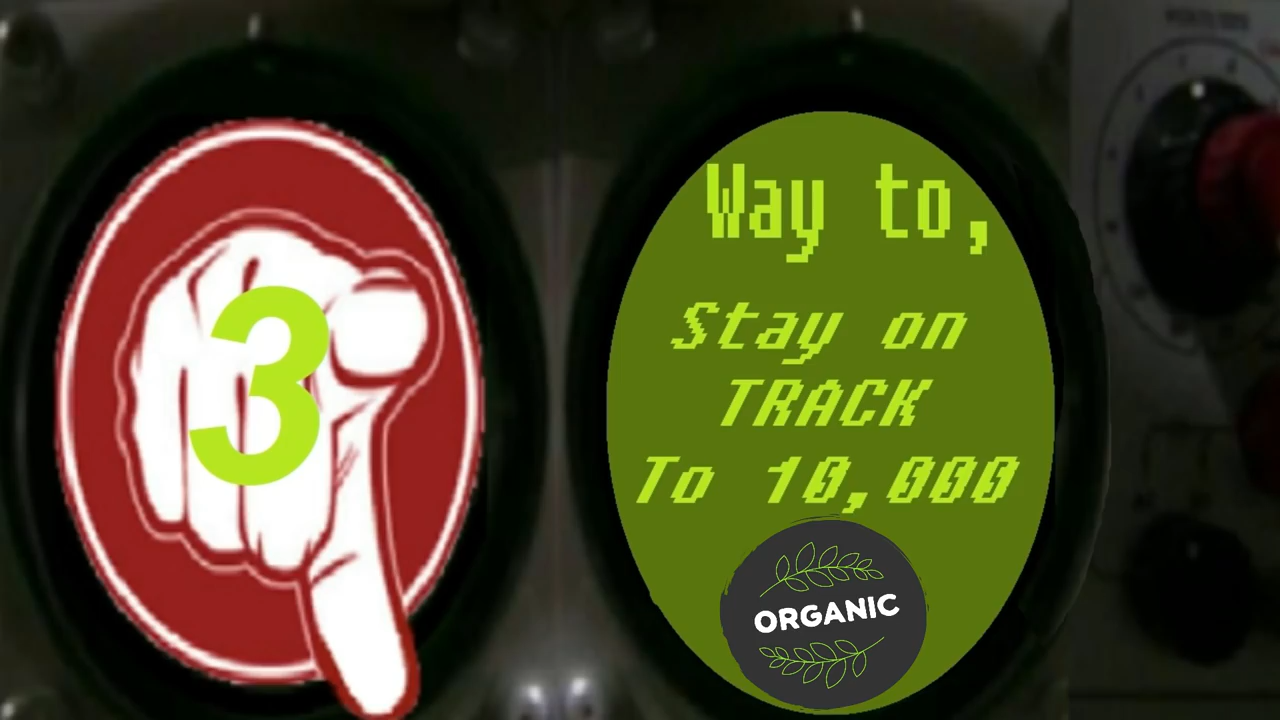 3
Way to,
Stay on
TRACK
To 10,000
ORGANIC